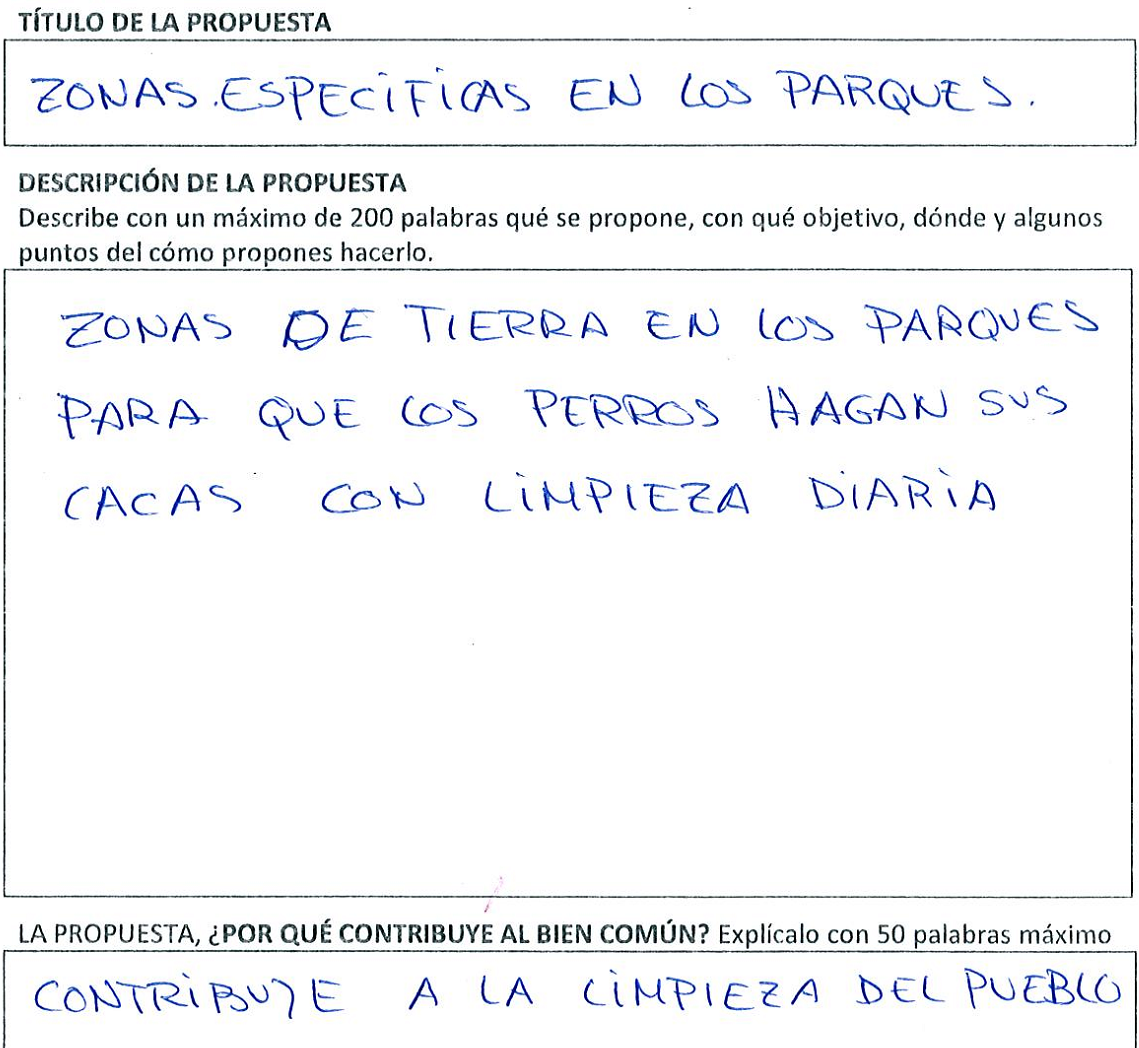 TÍTULO DE LA PROPUESTA
ZONAS.ESPECIFICAS EN LOS PARQUES.
DESCRIPCIÓN DE LA PROPUESTA
Describe con un máximo de 200 palabras qué se propone, con qué objetivo, dónde y algunos
puntos del cómo propones hacerlo.
ZONAS DE TIERRA EN LOS PARQUES
PARA QUE LOS PERROS HAGAN SUS
CACAS CON LIMPIEZA DIARIA
LA PROPUESTA, ¿POR QUÉ CONTRIBUYE AL BIEN COMÚN? Explícalo con 50 palabras máximo
CONTRIBUYE A LA LIMPIEZA DEL PUEBLO